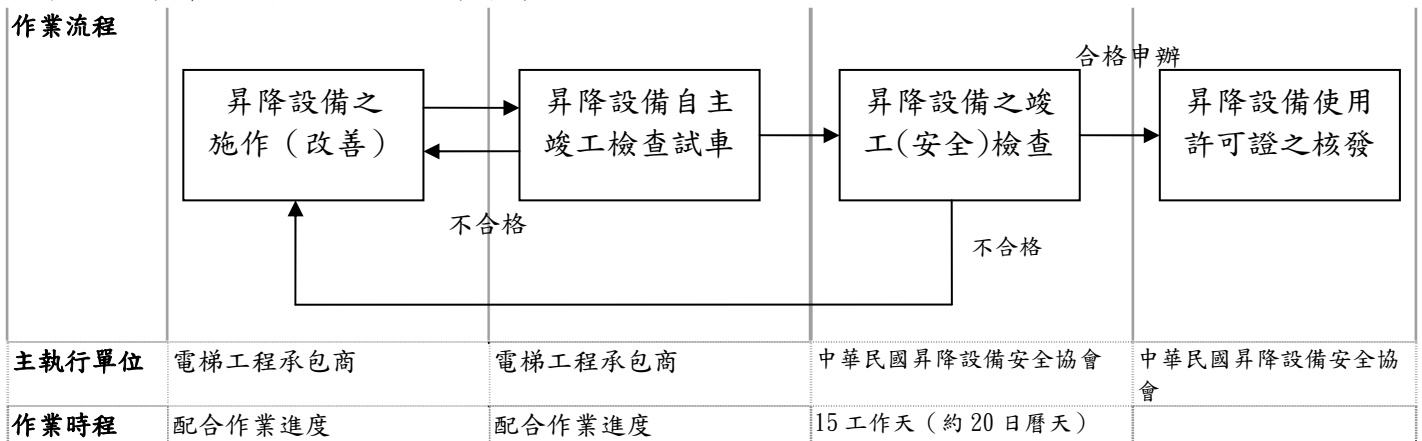 作業流程
合格申辦
昇降設備之
施作（改善）
昇降設備自主
竣工檢查試車
昇降設備之竣
工(安全)檢查
昇降設備使用
許可證之核發
不合格
不合格
主執行單位 電梯工程承包商 電梯工程承包商 中華民國昇降設備安全協會 中華民國昇降設備安全協
會
作業時程 配合作業進度 配合作業進度 15 工作天（約 20 日曆天）